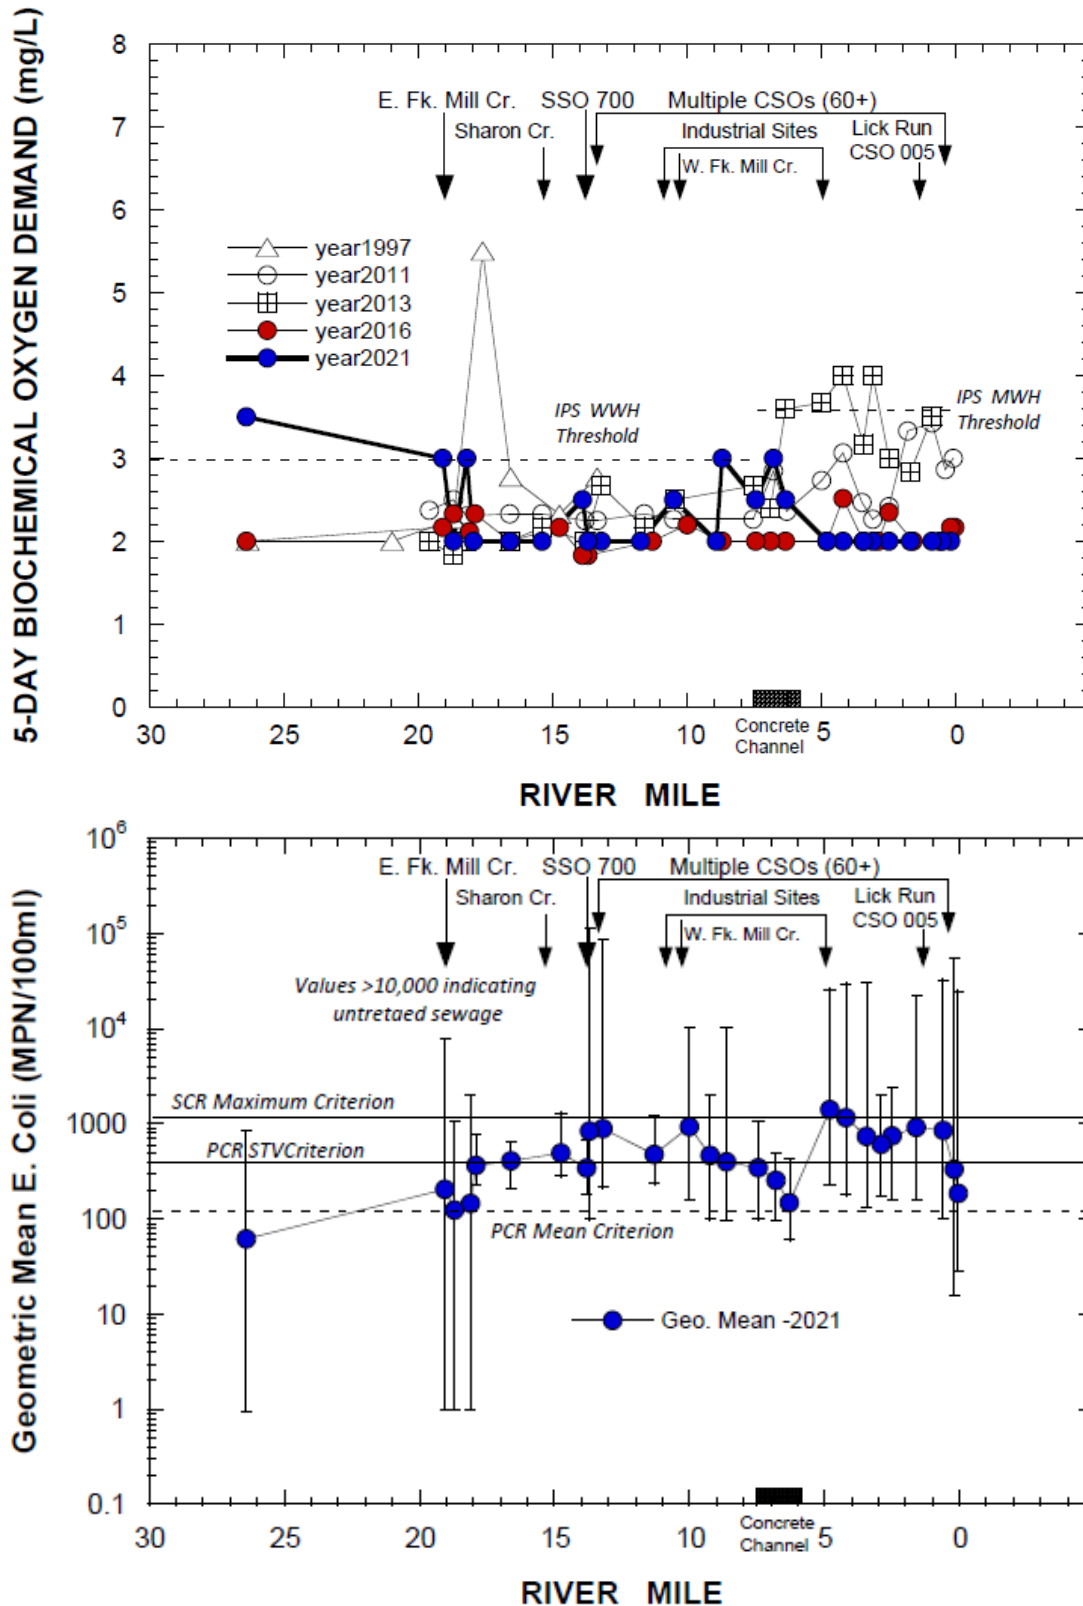 5-DAY BIOCHEMICAL OXYGEN DEMAND (mg/L)
8
7
6
5
4
3
2
1
0
E. Fk. Mill Cr. SSO 700 Multiple CSOs (60+)
Sharon Cr. Industrial Sites Lick Run
W. Fk. Mill Cr. CSO 005
year1997
year2011
year2013
year2016
year2021
IPS WWH
Threshold
IPS MWH
Threshold
30 25 20 15 10 5 0
Concrete
Channel
RIVER MILE
Geometric Mean E. Coli (MPN/100ml)
10^6
10^5
10^4
1000
100
10
1
0.1
E. Fk. Mill Cr. SSO 700 Multiple CSOs (60+)
Sharon Cr. Industrial Sites Lick Run
W. Fk. Mill Cr. CSO 005
Values >10,000 indicating
untretaed sewage
SCR Maximum Criterion
PCR STVCriterion
PCR Mean Criterion
Geo. Mean -2021
30 25 20 15 10 5 0
Concrete
Channel
RIVER MILE